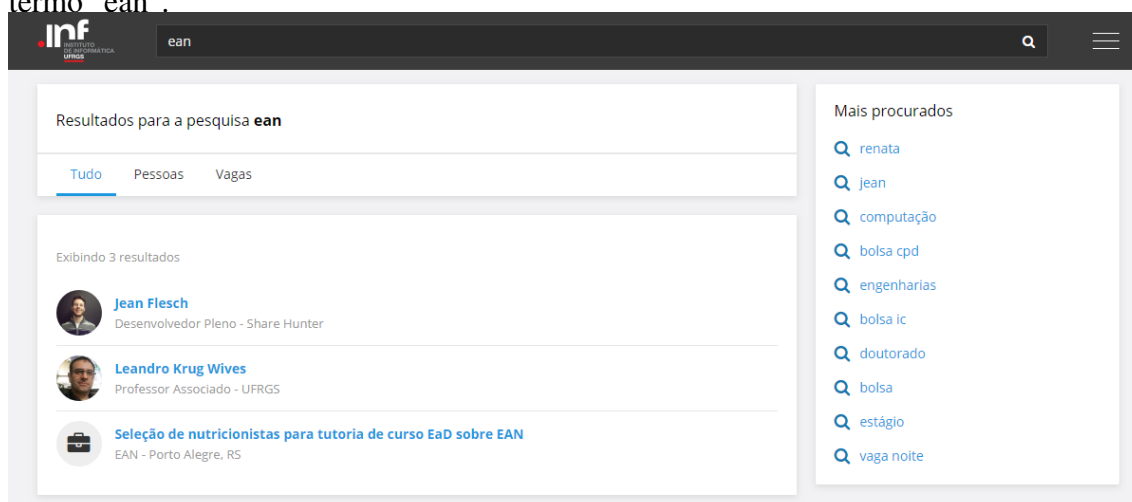 termo "ean".
.Inf
INSTITUTO
DE INFORMÁTICA
UFRGS
ean
Resultados para a pesquisa ean
Tudo Pessoas Vagas
Exibindo 3 resultados
Jean Flesch
Desenvolvedor Pleno - Share Hunter
Leandro Krug Wives
Professor Associado - UFRGS
Seleção de nutricionistas para tutoria de curso EaD sobre EAN
EAN - Porto Alegre, RS
Mais procurados
renata
jean
computação
bolsa cpd
engenharias
bolsa ic
doutorado
bolsa
estágio
vaga noite